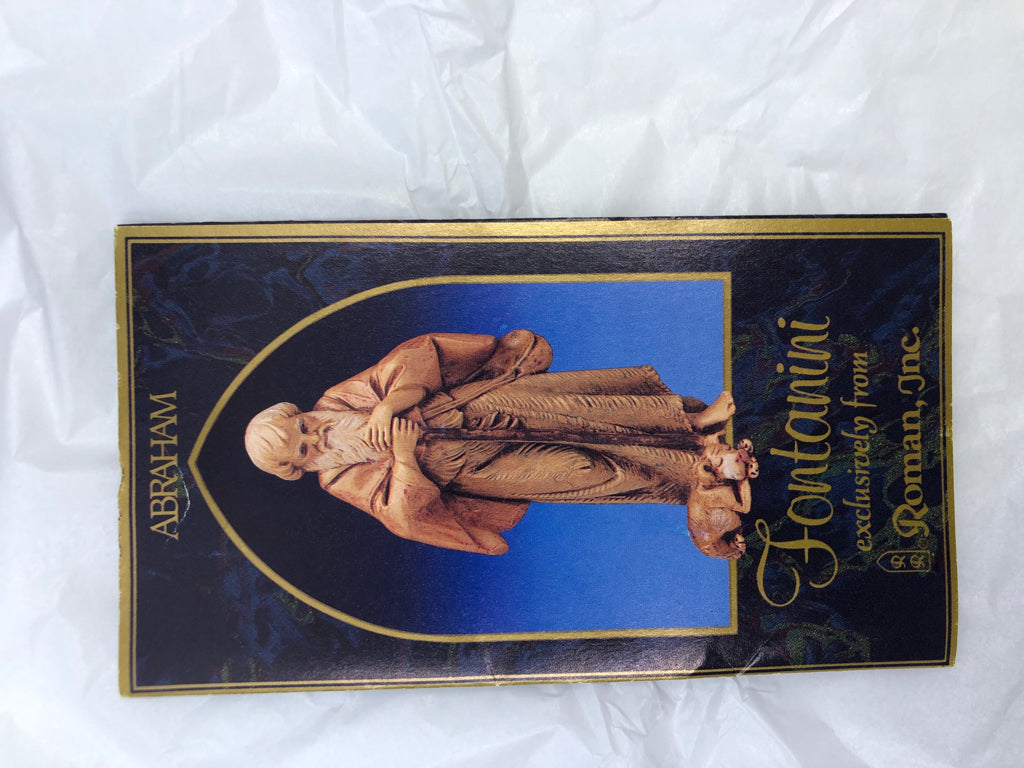 ABRAHAM
Fontanini
exclusively from
Roman, Inc.